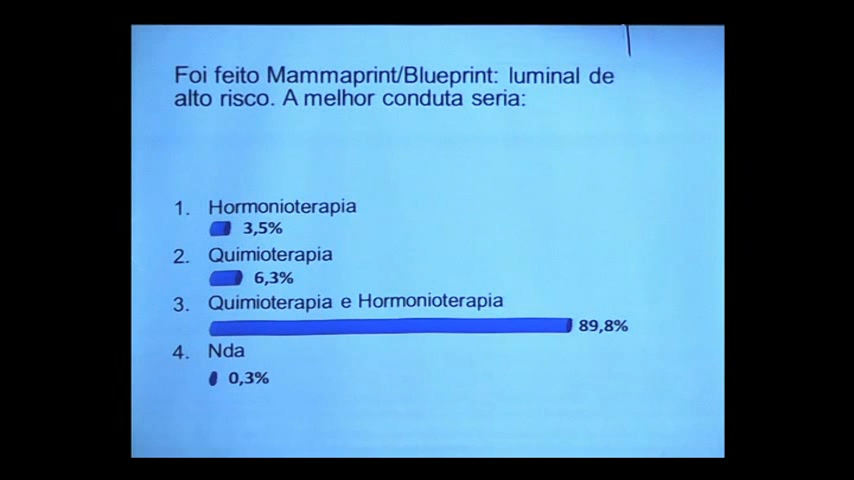 Foi feito Mammaprint/Blueprint: luminal de
alto risco. A melhor conduta seria:
1. Hormonioterapia
3,5%
2. Quimioterapia
6,3%
3. Quimioterapia e Hormonioterapia
89,8%
4. Nda
0,3%